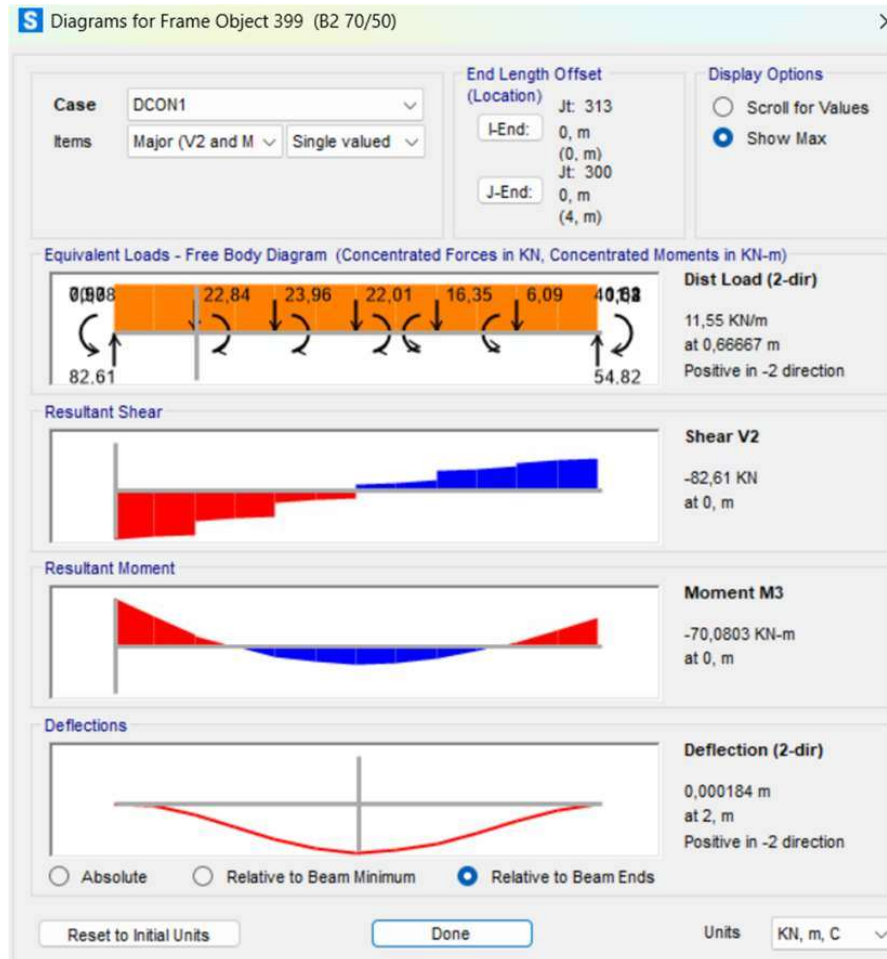 S Diagrams for Frame Object 399 (B2 70/50)
End Length Offset
(Location)
Display Options
Case DCON1
Items Major (V2 and M Single valued
Jt: 313
I-End: 0, m
(0, m)
Jt: 300
J-End: 0, m
(4, m)
Scroll for Values
Show Max
Equivalent Loads - Free Body Diagram (Concentrated Forces in KN, Concentrated Moments in KN-m)
22,84 23,96 22,01 16,35 6,09
82.61 54.82
Dist Load (2-dir)
11,55 KN/m
at 0,66667 m
Positive in -2 direction
Resultant Shear
Shear V2
-82,61 KN
at 0, m
Resultant Moment
Moment M3
-70,0803 KN-m
at 0, m
Deflections
Deflection (2-dir)
0,000184 m
at 2, m
Positive in -2 direction
Absolute Relative to Beam Minimum Relative to Beam Ends
Reset to Initial Units Done Units KN, m, C